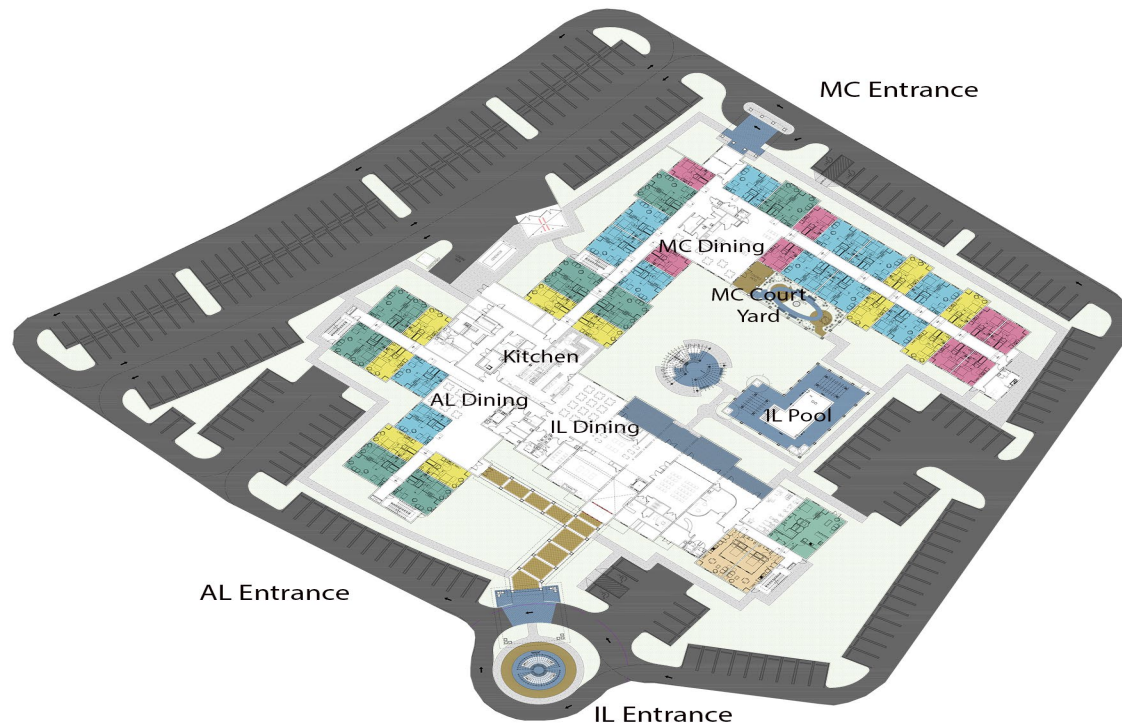 MC Entrance
MC Dining
MC Court
Yard
Kitchen
AL Dining
IL Dining
IL Pool
AL Entrance
IL Entrance